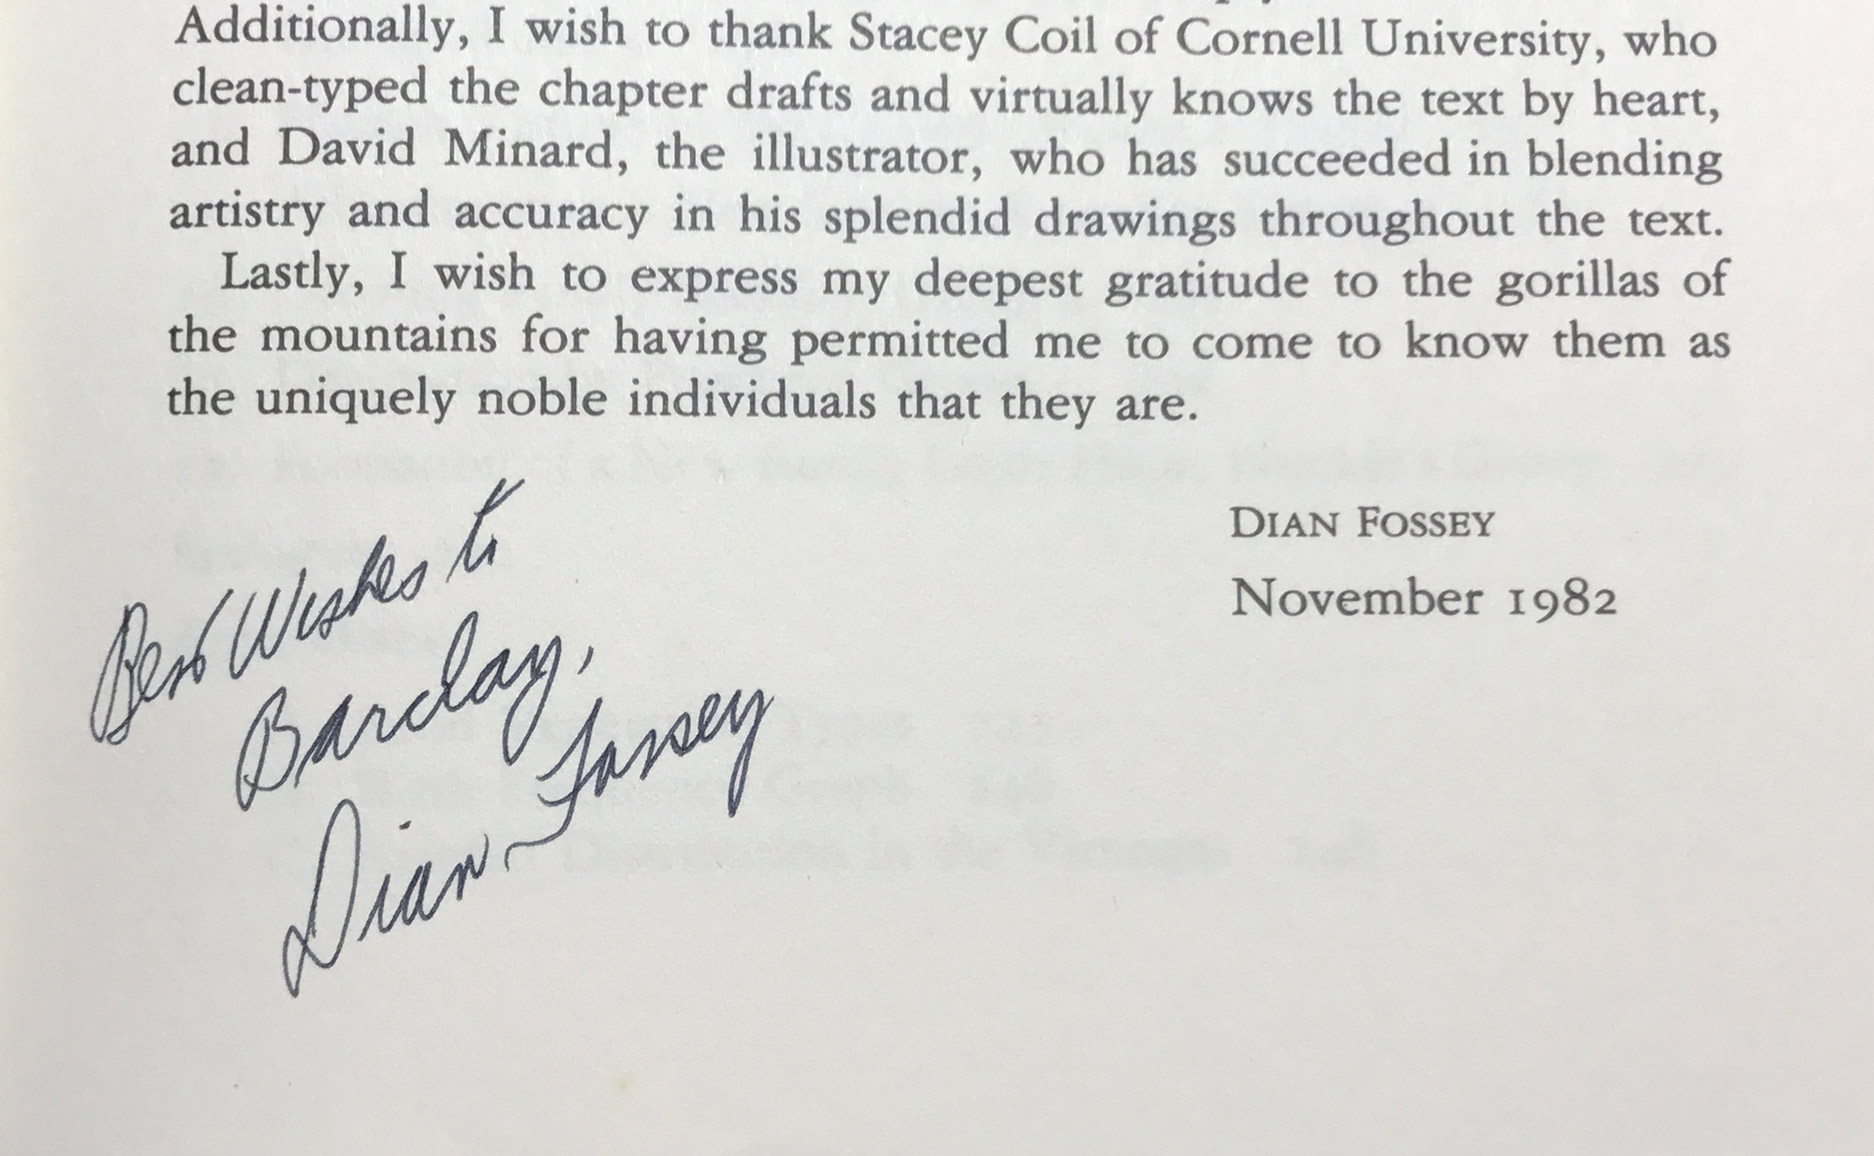 Additionally, I wish to thank Stacey Coil of Cornell University, who
clean-typed the chapter drafts and virtually knows the text by heart,
and David Minard, the illustrator, who has succeeded in blending
artistry and accuracy in his splendid drawings throughout the text.
Lastly, I wish to express my deepest gratitude to the gorillas of
the mountains for having permitted me to come to know them as
the uniquely noble individuals that they are.
DIAN FOSSEY
November 1982
Best Wishes to
Barclay,
Dian Fossey